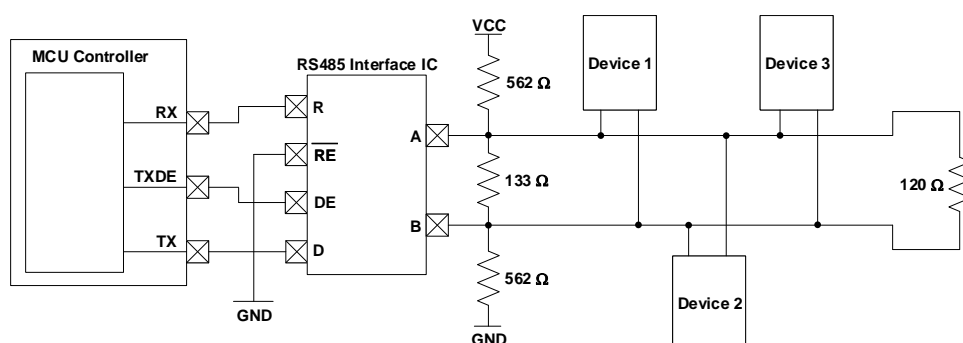 MCU Controller
RX
TXDE
TX
RS485 Interface IC
R
RE
DE
D
A
B
GND
VCC
562 Ω
133 Ω
562 Ω
GND
Device 1
Device 3
Device 2
120 Ω